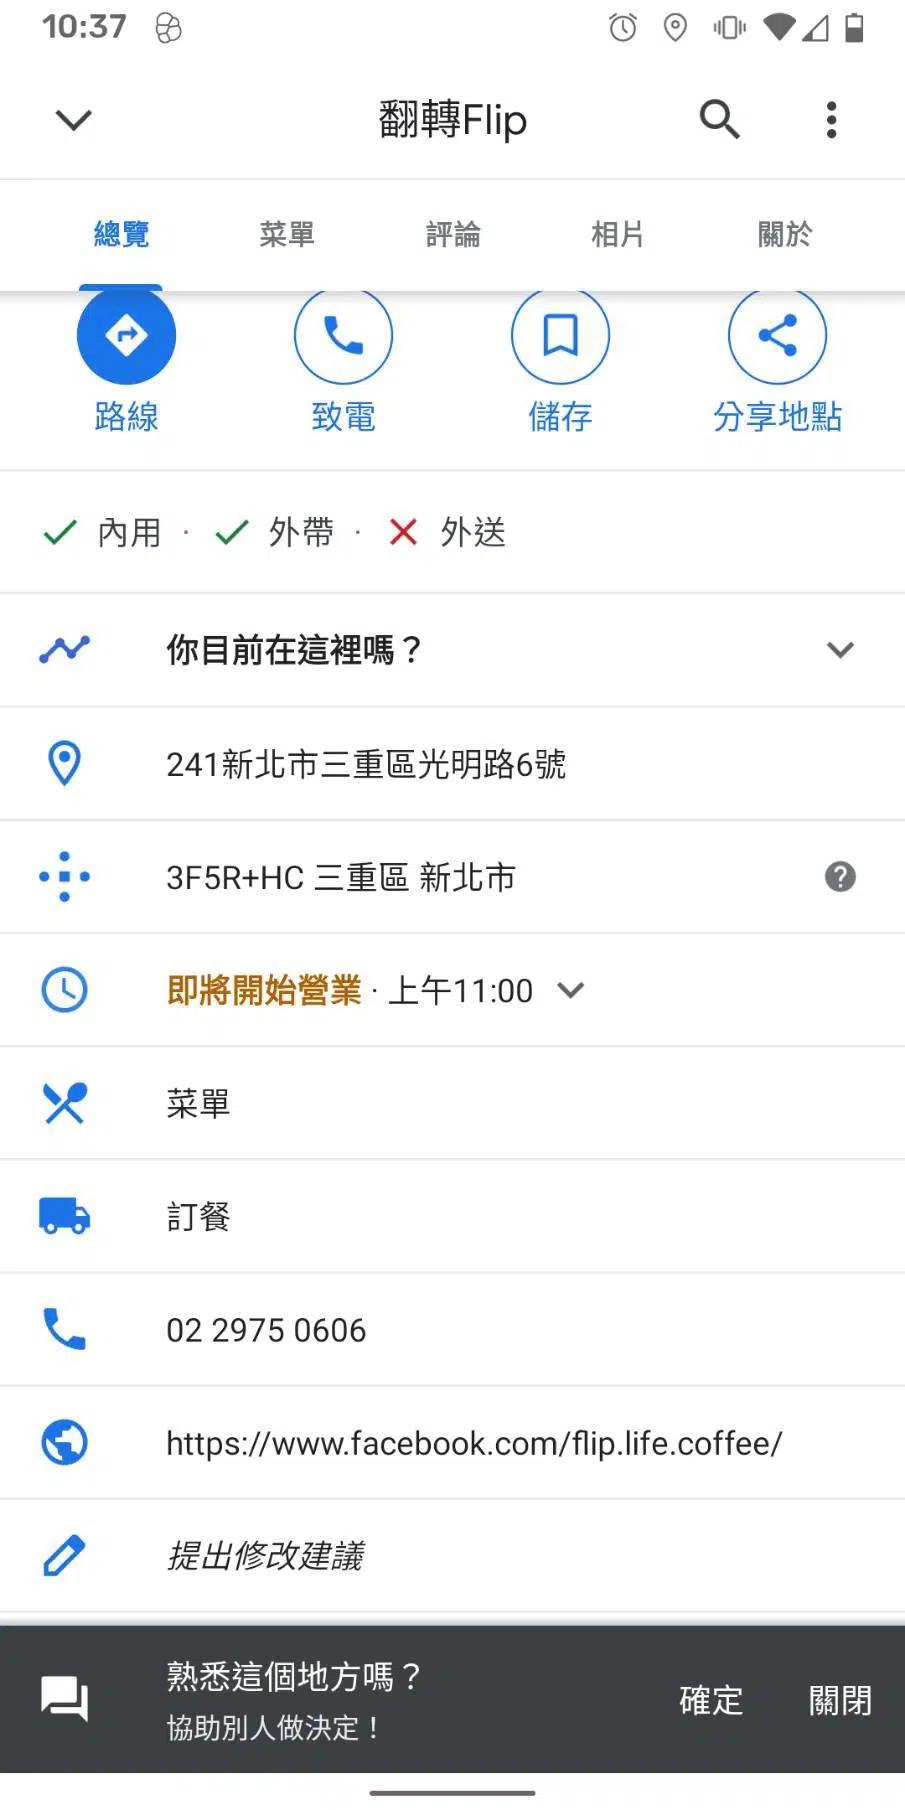 10:37
翻轉Flip
總覽 菜單 評論 相片 關於
路線 致電 儲存 分享地點
內用 · 外帶 · 外送
你目前在這裡嗎？
241新北市三重區光明路6號
3F5R+HC 三重區 新北市
即將開始營業 · 上午11:00
菜單
訂餐
02 2975 0606
https://www.facebook.com/flip.life.coffee/
提出修改建議
熟悉這個地方嗎？
協助別人做決定！
確定 關閉